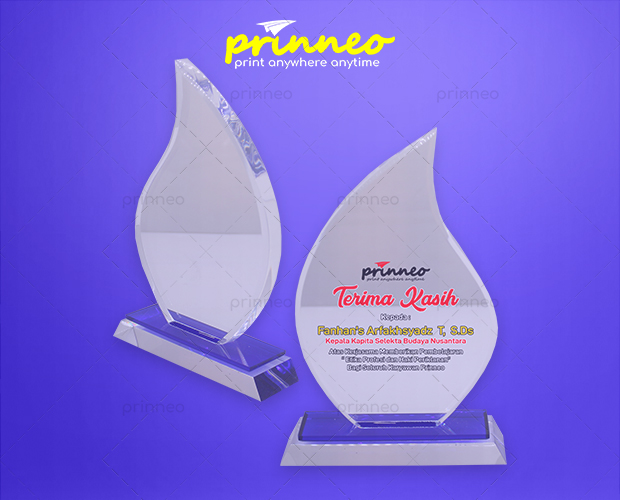 prinneo
print anywhere anytime
prinneo
print anywhere anytime
Terima Kasih
Kepada :
Fanhan's Arfakhsyadz T, S.Ds
Kepala Kapita Selekta Budaya Nusantara
Atas Kerjasama Memberikan Pembelajaran
" Etika Profesi dan Haki Periklanan"
Bagi Seluruh Karyawan Prinneo